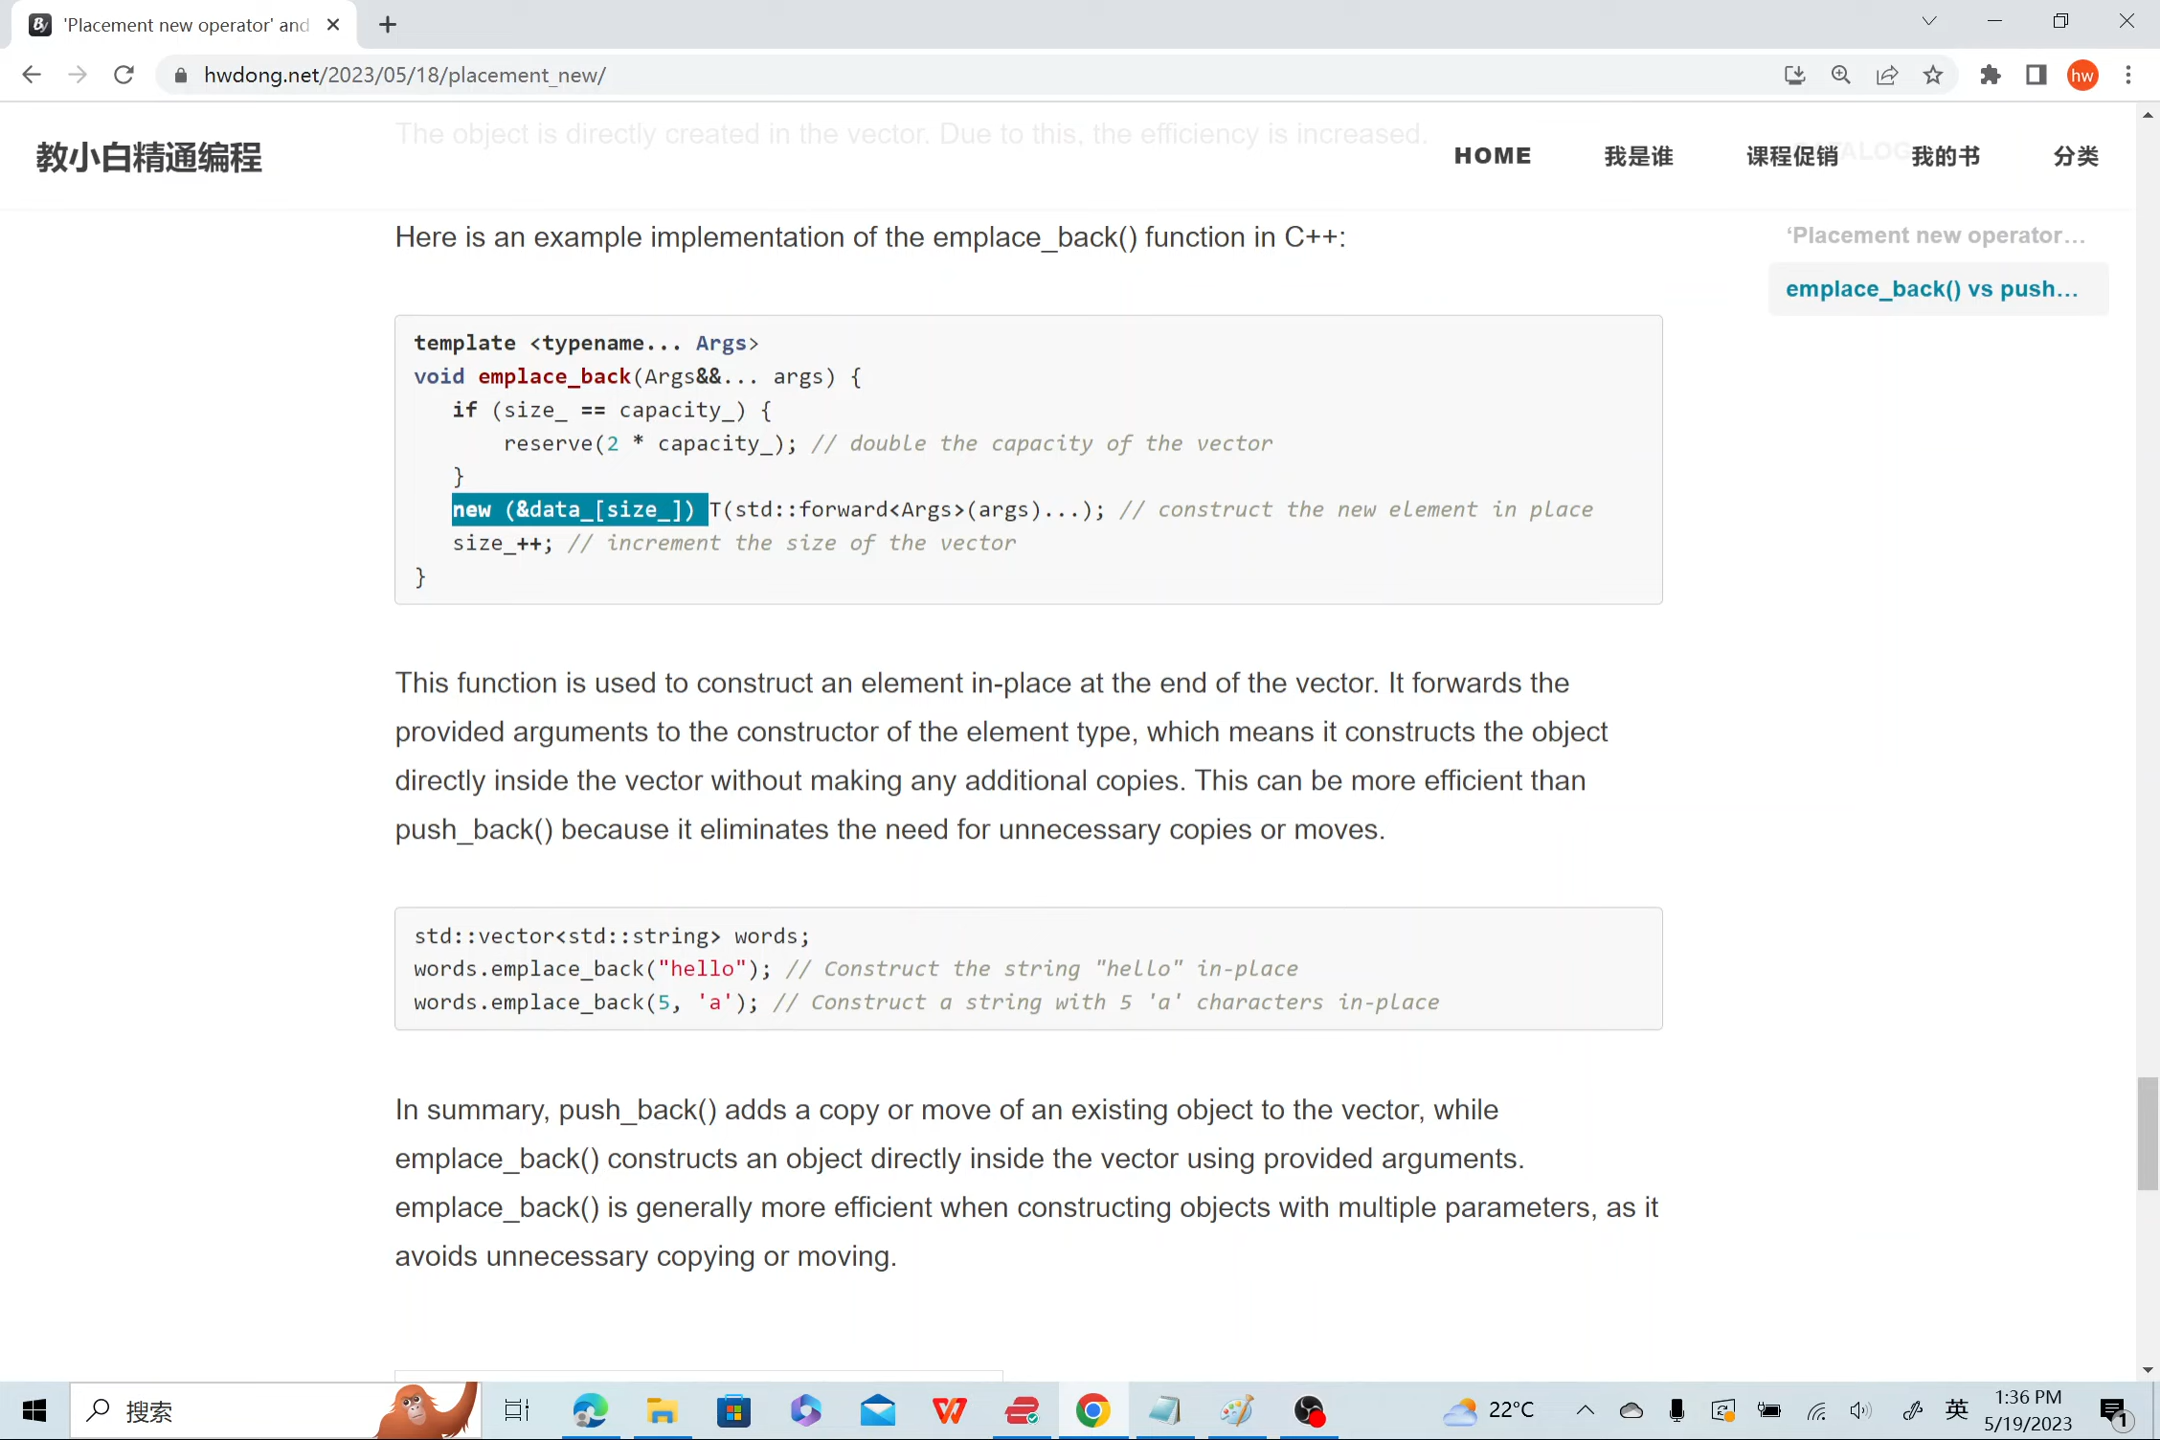 'Placement new operator' and
hwdong.net/2023/05/18/placement_new/
hw
教小白精通编程
The object is directly created in the vector. Due to this, the efficiency is increased.
HOME 我是谁 课程促销 我的书 分类
CATALOG
Here is an example implementation of the emplace_back() function in C++:
‘Placement new operator…
emplace_back() vs push…
template <typename... Args>
void emplace_back(Args&&... args) {
if (size_ == capacity_) {
reserve(2 * capacity_); // double the capacity of the vector
}
new (&data_[size_]) T(std::forward<Args>(args)...); // construct the new element in place
size_++; // increment the size of the vector
}
This function is used to construct an element in-place at the end of the vector. It forwards the
provided arguments to the constructor of the element type, which means it constructs the object
directly inside the vector without making any additional copies. This can be more efficient than
push_back() because it eliminates the need for unnecessary copies or moves.
std::vector<std::string> words;
words.emplace_back("hello"); // Construct the string "hello" in-place
words.emplace_back(5, 'a'); // Construct a string with 5 'a' characters in-place
In summary, push_back() adds a copy or move of an existing object to the vector, while
emplace_back() constructs an object directly inside the vector using provided arguments.
emplace_back() is generally more efficient when constructing objects with multiple parameters, as it
avoids unnecessary copying or moving.
搜索
22°C
英
1:36 PM
5/19/2023
1